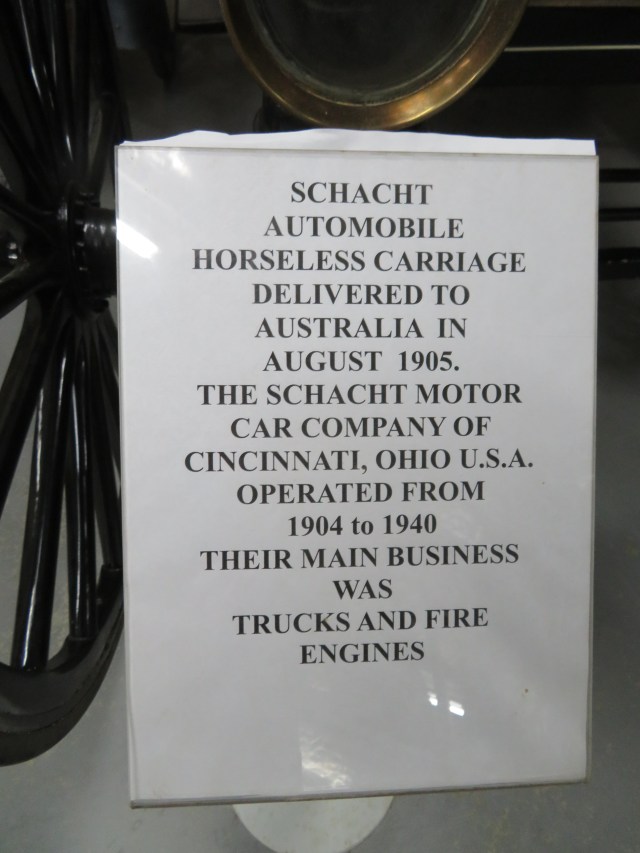 SCHACHT
AUTOMOBILE
HORSELESS CARRIAGE
DELIVERED TO
AUSTRALIA IN
AUGUST 1905.
THE SCHACHT MOTOR
CAR COMPANY OF
CINCINNATI, OHIO U.S.A.
OPERATED FROM
1904 to 1940
THEIR MAIN BUSINESS
WAS
TRUCKS AND FIRE
ENGINES